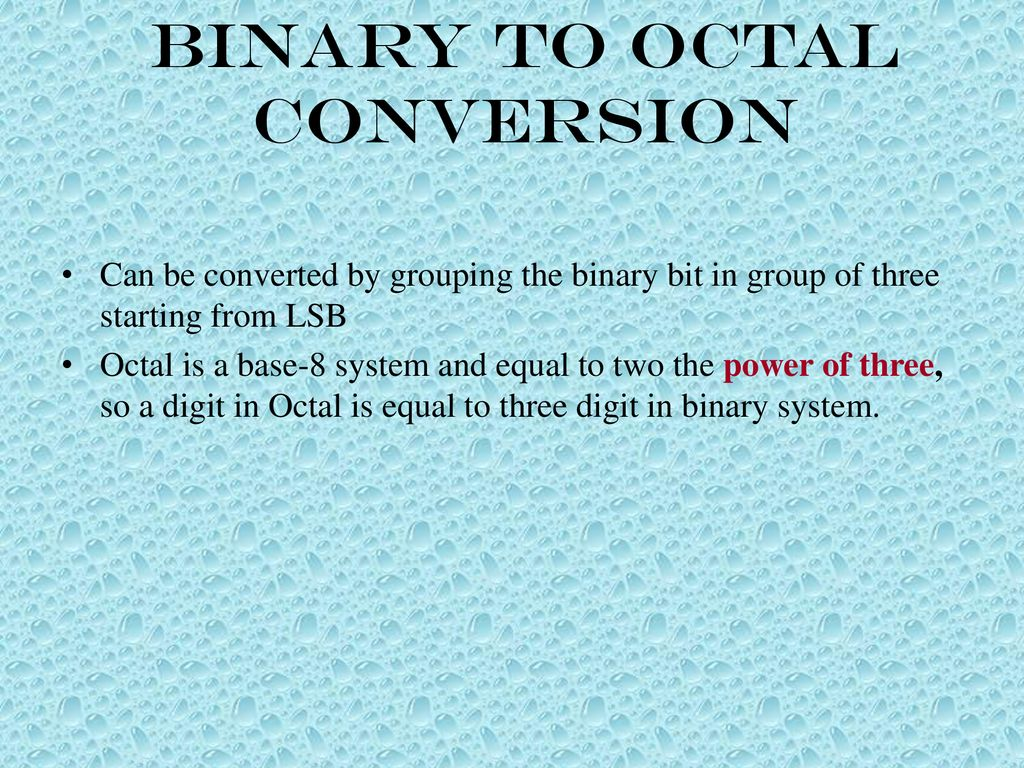 BINARY TO OCTAL
CONVERSION
• Can be converted by grouping the binary bit in group of three
starting from LSB
• Octal is a base-8 system and equal to two the power of three,
so a digit in Octal is equal to three digit in binary system.